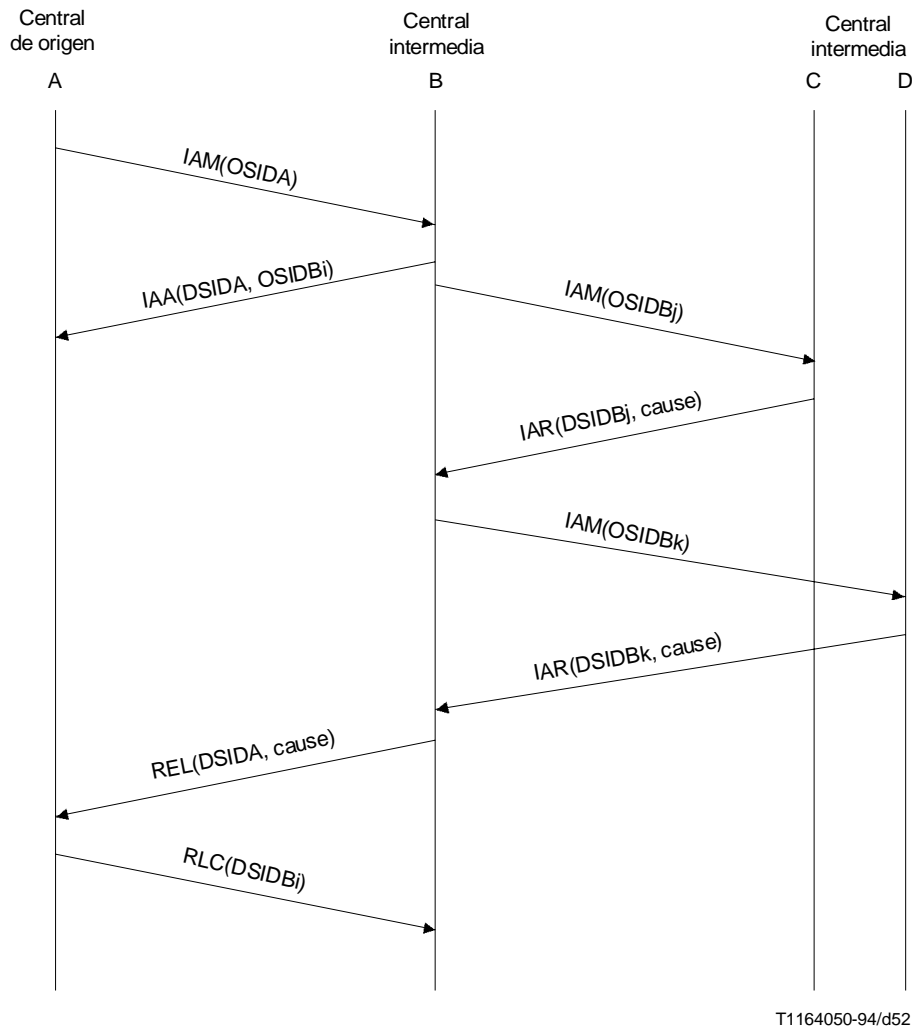 Central
de origen
Central
intermedia
Central
intermedia
A
B
C
D
IAM(OSIDA)
IAA(DSIDA, OSIDBi)
IAM(OSIDBj)
IAR(DSIDBj, cause)
IAM(OSIDBk)
IAR(DSIDBk, cause)
REL(DSIDA, cause)
RLC(DSIDBi)
T1164050-94/d52